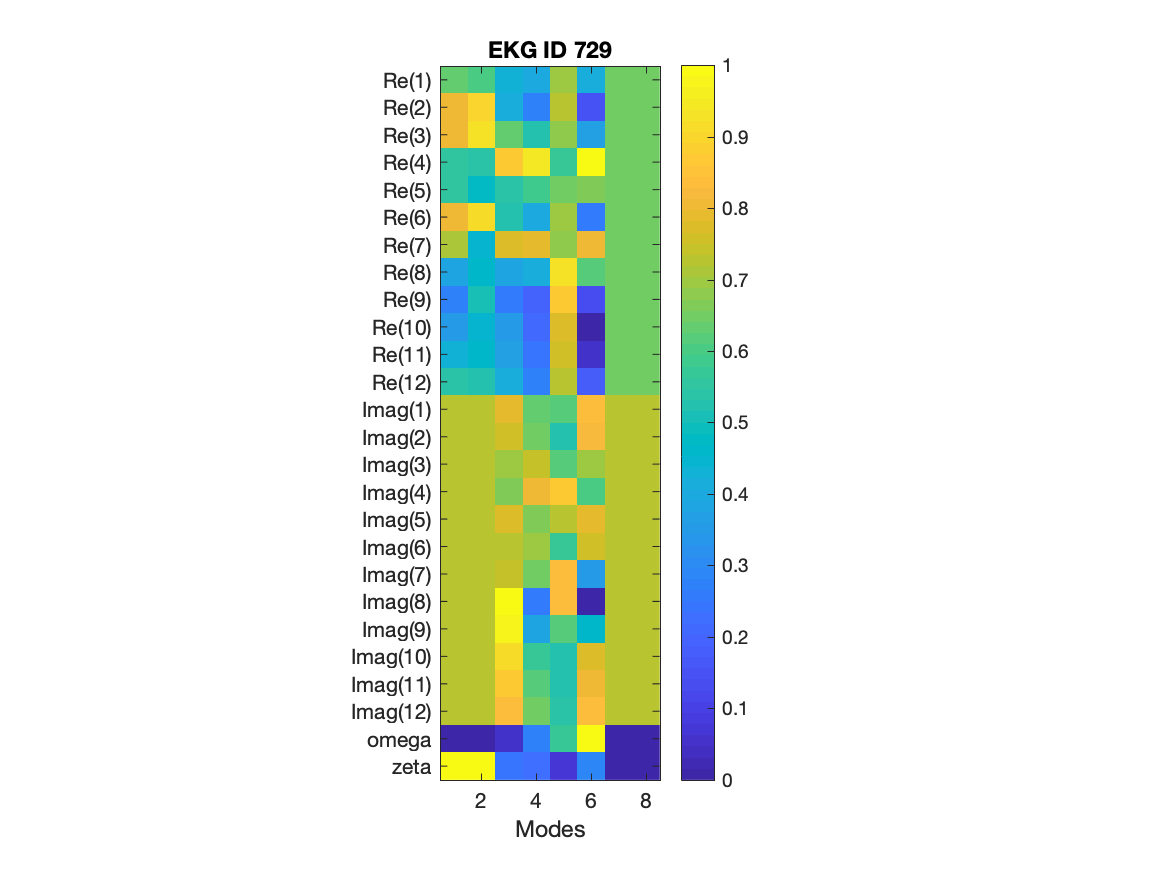 EKG ID 729
Re(1)
Re(2)
Re(3)
Re(4)
Re(5)
Re(6)
Re(7)
Re(8)
Re(9)
Re(10)
Re(11)
Re(12)
Imag(1)
Imag(2)
Imag(3)
Imag(4)
Imag(5)
Imag(6)
Imag(7)
Imag(8)
Imag(9)
Imag(10)
Imag(11)
Imag(12)
omega
zeta
2 4 6 8
Modes
1
0.9
0.8
0.7
0.6
0.5
0.4
0.3
0.2
0.1
0